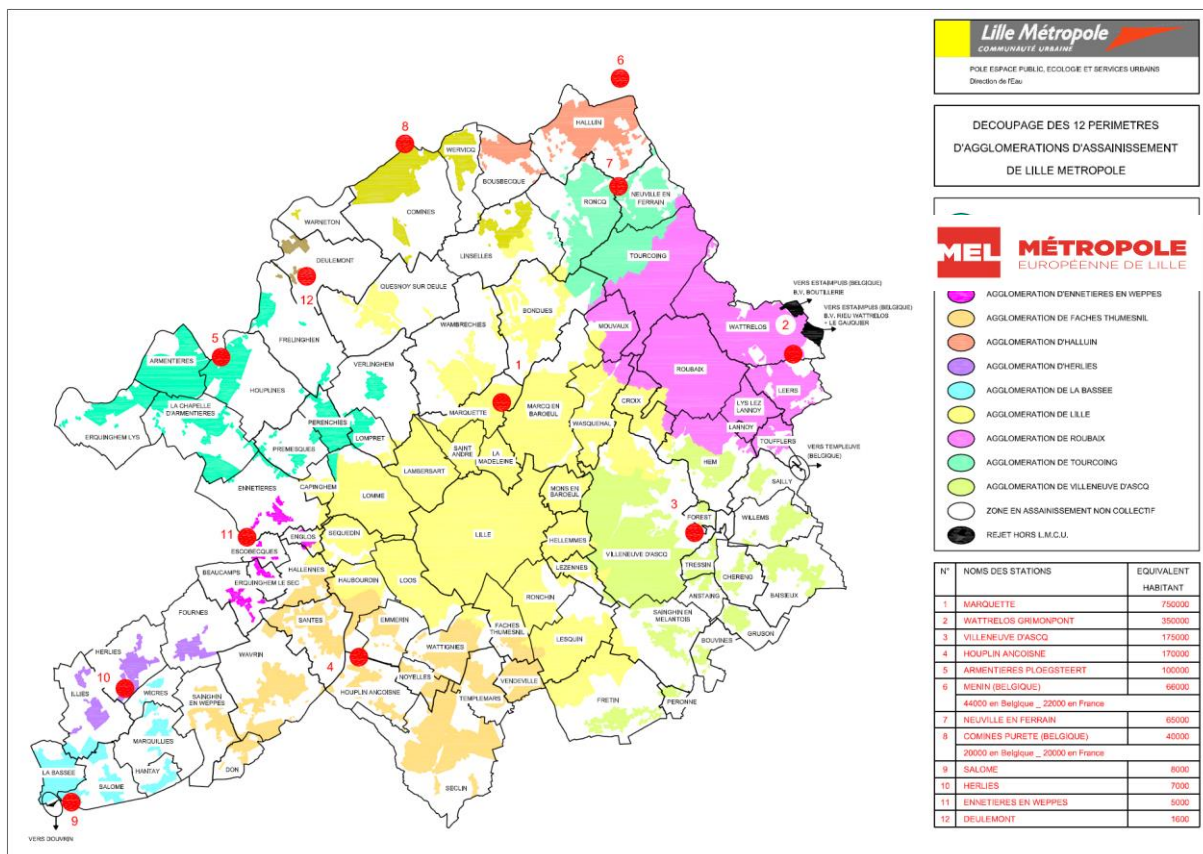 Lille Métropole
COMMUNAUTÉ URBAINE
POLE ESPACE PUBLIC, ECOLOGIE ET SERVICES URBAINS
Direction de l'Eau
DECOUPAGE DES 12 PERIMETRES
D'AGGLOMERATIONS D'ASSAINISSEMENT
DE LILLE METROPOLE
MEL
MÉTROPOLE
EUROPÉENNE DE LILLE
AGGLOMERATION D'ENNETIERES EN WEPPES
AGGLOMERATION DE FACHES THUMESNIL
AGGLOMERATION D'HALLUIN
AGGLOMERATION D'HERLIES
AGGLOMERATION DE LA BASSEE
AGGLOMERATION DE LILLE
AGGLOMERATION DE ROUBAIX
AGGLOMERATION DE TOURCOING
AGGLOMERATION DE VILLENEUVE D'ASCQ
ZONE EN ASSAINISSEMENT NON COLLECTIF
REJET HORS L.M.C.U.
N° NOMS DES STATIONS EQUIVALENT
HABITANT
1 MARQUETTE 750000
2 WATTRELOS GRIMONPONT 350000
3 VILLENEUVE D'ASCQ 175000
4 HOUPLIN ANCOISNE 170000
5 ARMENTIERES PLOEGSTEERT 100000
6 MENIN (BELGIQUE) 66000
44000 en Belgique _ 22000 en France
7 NEUVILLE EN FERRAIN 65000
8 COMINES PURETE (BELGIQUE) 40000
20000 en Belgique _ 20000 en France
9 SALOME 8000
10 HERLIES 7000
11 ENNETIERES EN WEPPES 5000
12 DEULEMONT 1600
6
HALLUIN
8
WERVICQ
BOUSBECQUE
7
RONCQ
NEUVILLE EN
FERRAIN
COMINES
WARNETON
LINSELLES
TOURCOING
DEULEMONT
12
QUESNOY SUR DEULE
VERS ESTAIMPUIS (BELGIQUE)
B.V. BOUTILLERIE
VERS ESTAIMPUIS (BELGIQUE)
B.V. RIEU WATTRELOS
- LE GAUQUIER
WAMBRECHIES
BONDUES
MOUVAUX
WATTRELOS
2
5
FRELINGHIEN
ARMENTIERES
VERLINGHEM
1
ROUBAIX
HOUPLINES
LEERS
LA CHAPELLE
D'ARMENTIERES
MARQUETTE
MARCQ EN
BAROEUL
CROIX
LYS LEZ
LANNOY
WASQUEHAL
PERENCHIES
LANNOY
ERQUINGHEM LYS
LOMPRET
TOUFFLERS
PREMESQUES
SAINT
ANDRE
LA
MADELEINE
VERS TEMPLEUVE
(BELGIQUE)
HEM
LAMBERSART
SAILLY
ENNETIERES
CAPINGHEM
LOMME
MONS EN
BAROEUL
3
FOREST
WILLEMS
11
ENGLOS
SEQUEDIN
LILLE
HELLEMMES
VILLENEUVE D'ASCQ
ESCOBECQUES
HALLENNES
LEZENNES
TRESSIN
BEAUCAMPS
ERQUINGHEM LE SEC
HAUBOURDIN
LOOS
CHERENG
RONCHIN
ANSTAING
BAISIEUX
FOURNES
SANTES
EMMERIN
FACHES
THUMESNIL
SAINGHIN EN
MELANTOIS
GRUSON
BOUVINES
HERLIES
WAVRIN
WATTIGNIES
LESQUIN
4
10
NOYELLES
VENDEVILLE
ILLIES
WICRES
SAINGHIN
EN WEPPES
HOUPLIN ANCOISNE
TEMPLEMARS
FRETIN
PERONNE
MARQUILLIES
LA BASSEE
HANTAY
DON
SALOME
SECLIN
9
VERS DOUVRIN